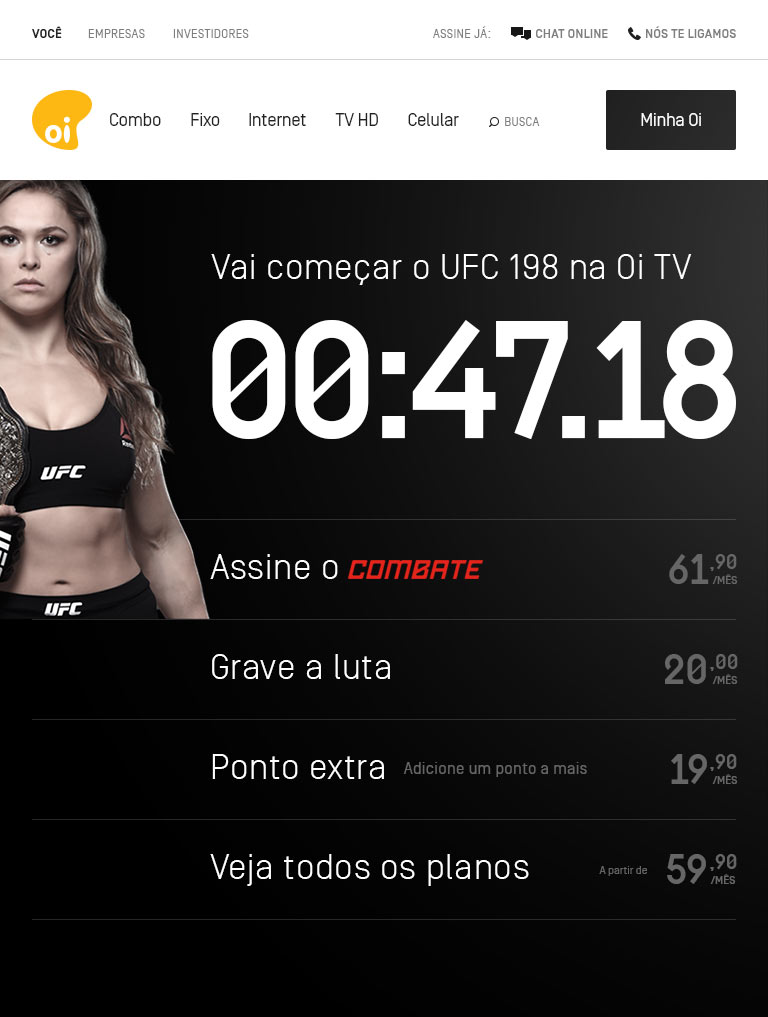 VOCÊ EMPRESAS INVESTIDORES ASSINE JÁ: CHAT ONLINE NÓS TE LIGAMOS
oi Combo Fixo Internet TV HD Celular BUSCA Minha Oi
Vai começar o UFC 198 na Oi TV
00:47.18
UFC
Assine o COMBATE 61,90 /MÊS
UFC
Grave a luta 20,00 /MÊS
Ponto extra Adicione um ponto a mais 19,90 /MÊS
Veja todos os planos A partir de 59,90 /MÊS